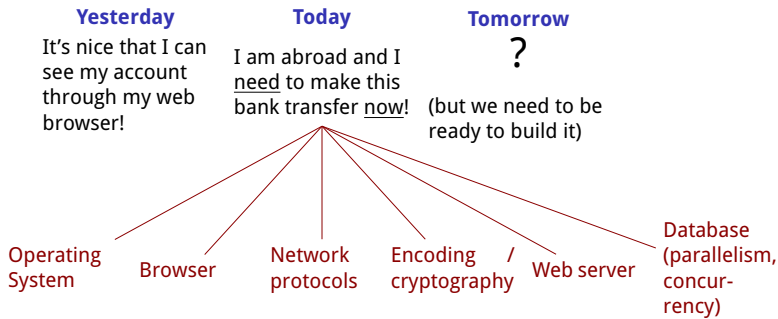 Yesterday
It's nice that I can
see my account
through my web
browser!
Today
I am abroad and I
need to make this
bank transfer now!
Tomorrow
?
(but we need to be
ready to build it)
Operating
System
Browser
Network
protocols
Encoding /
cryptography
Web server
Database
(parallelism,
concur-
rency)